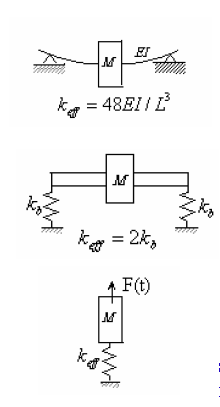 M EI
k_eff = 48EI / L³
M
k_b k_b
k_eff = 2k_b
F(t)
M
k_eff